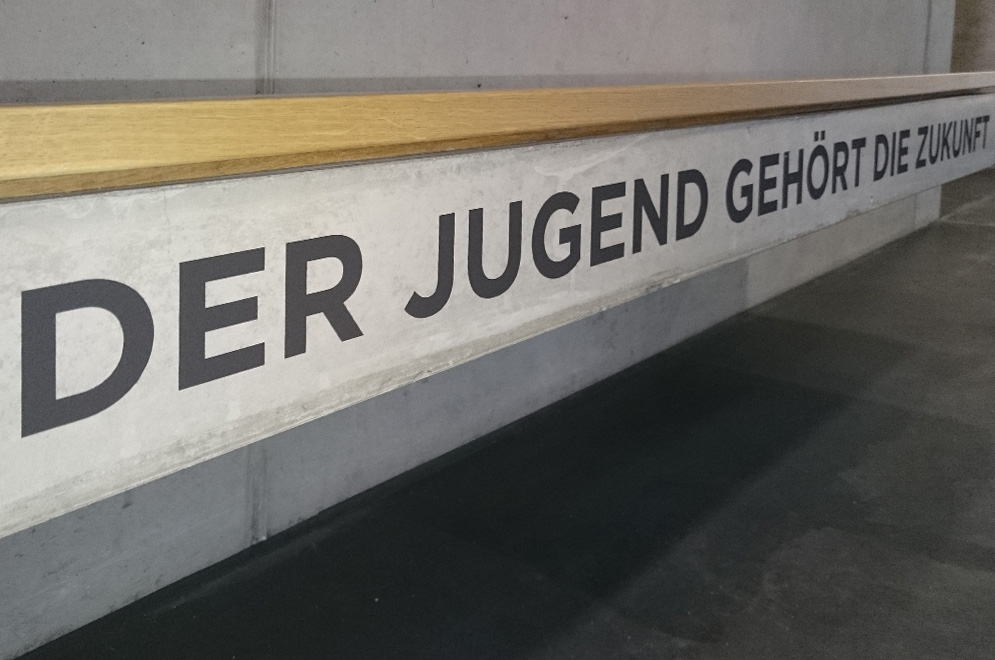 DER JUGEND GEHÖRT DIE ZUKUNFT